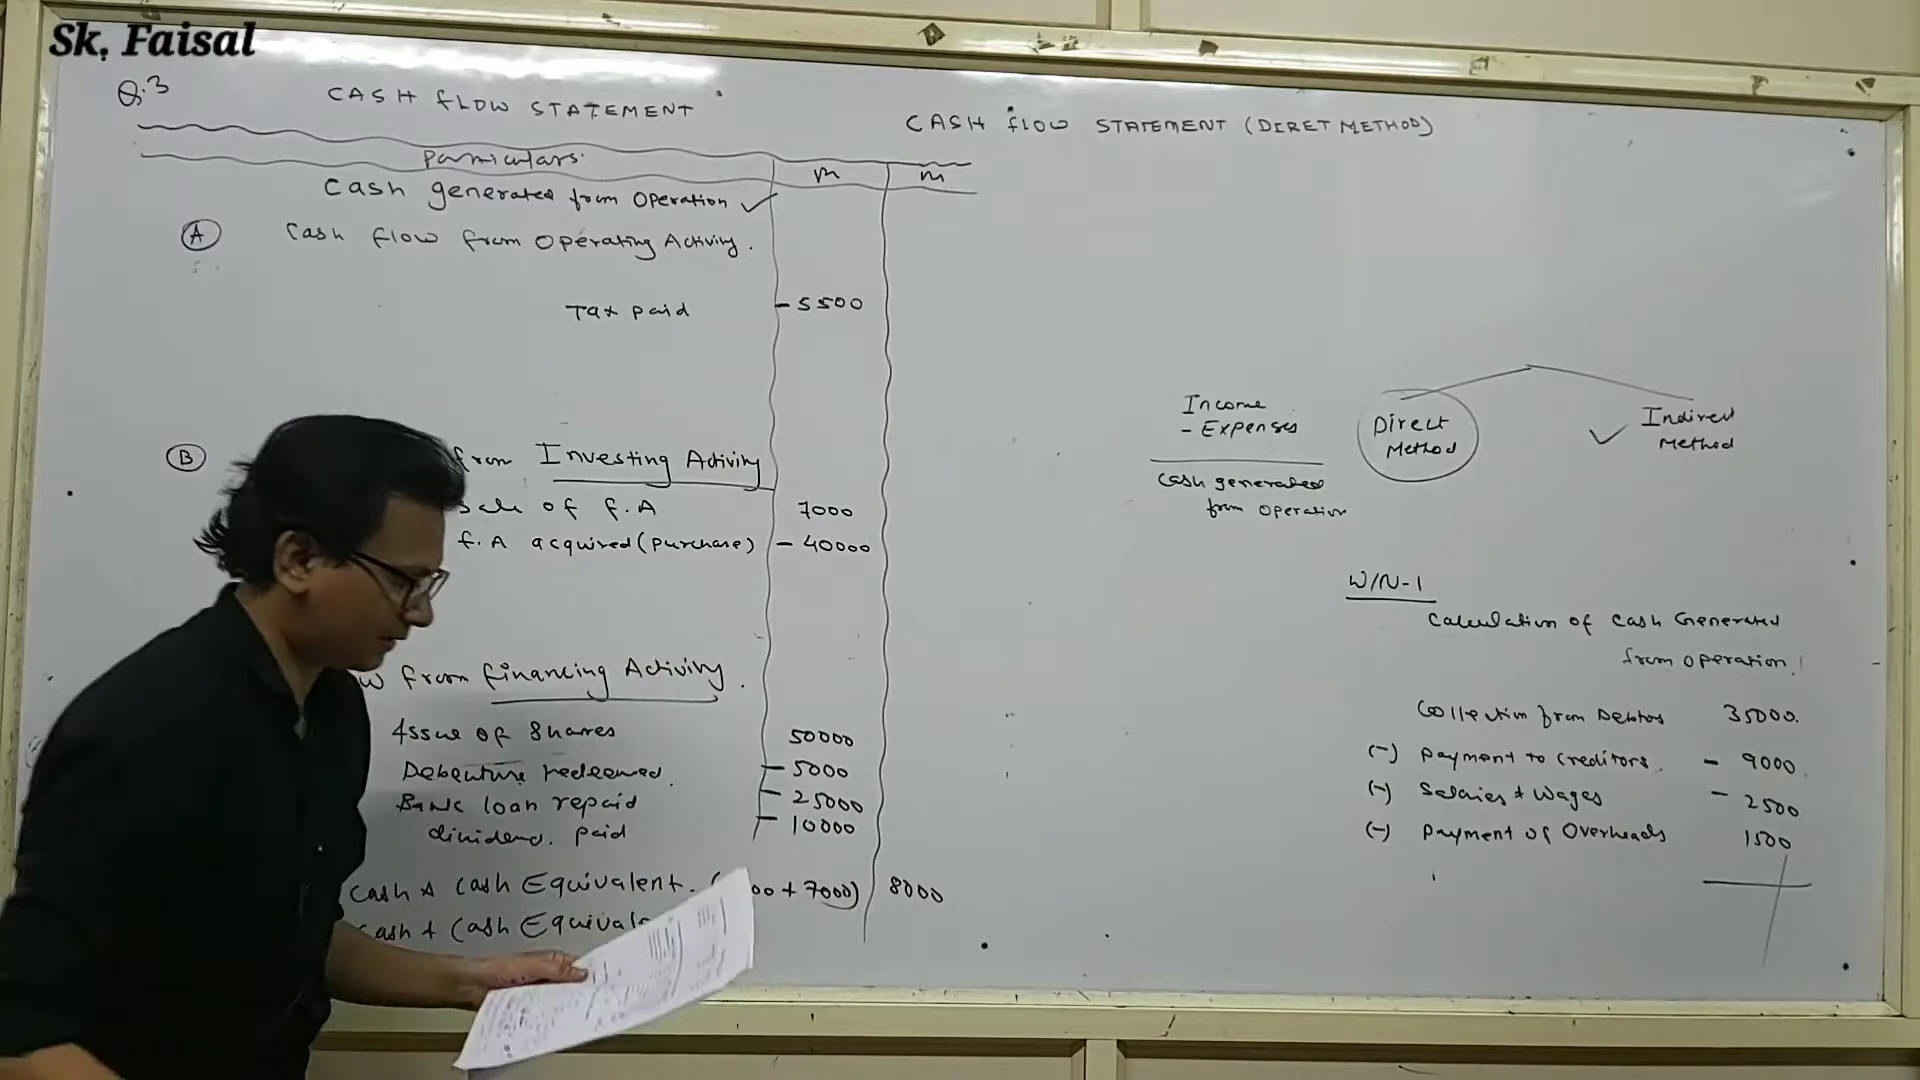 Sk, Faisal
Q.3
CASH FLOW STATEMENT
Particulars
m m
Cash generated from Operation ✓
A Cash flow from Operating Activity.
Tax paid - 5500
B from Investing Activity
Sale of f.A 7000
f.A acquired (purchase) - 40000
w from financing Activity.
Issue of Shares 50000
Debenture redeemed. - 5000
Bank loan repaid - 25000
dividend. paid - 10000
Cash & Cash Equivalent. ( 00 + 7000) 8000
Cash & Cash Equivale
CASH flow STATEMENT (DIRET METHOD)
Income
- Expenses
Cash generated
from operation
Direct
Method
✓ Indirect
Method
W/N-1
Calculation of Cash Generated
from operation
Collection from Debtors 35000.
(-) Payment to Creditors. - 9000
(-) Salaries & Wages - 2500
(-) Payment of Overheads 1500